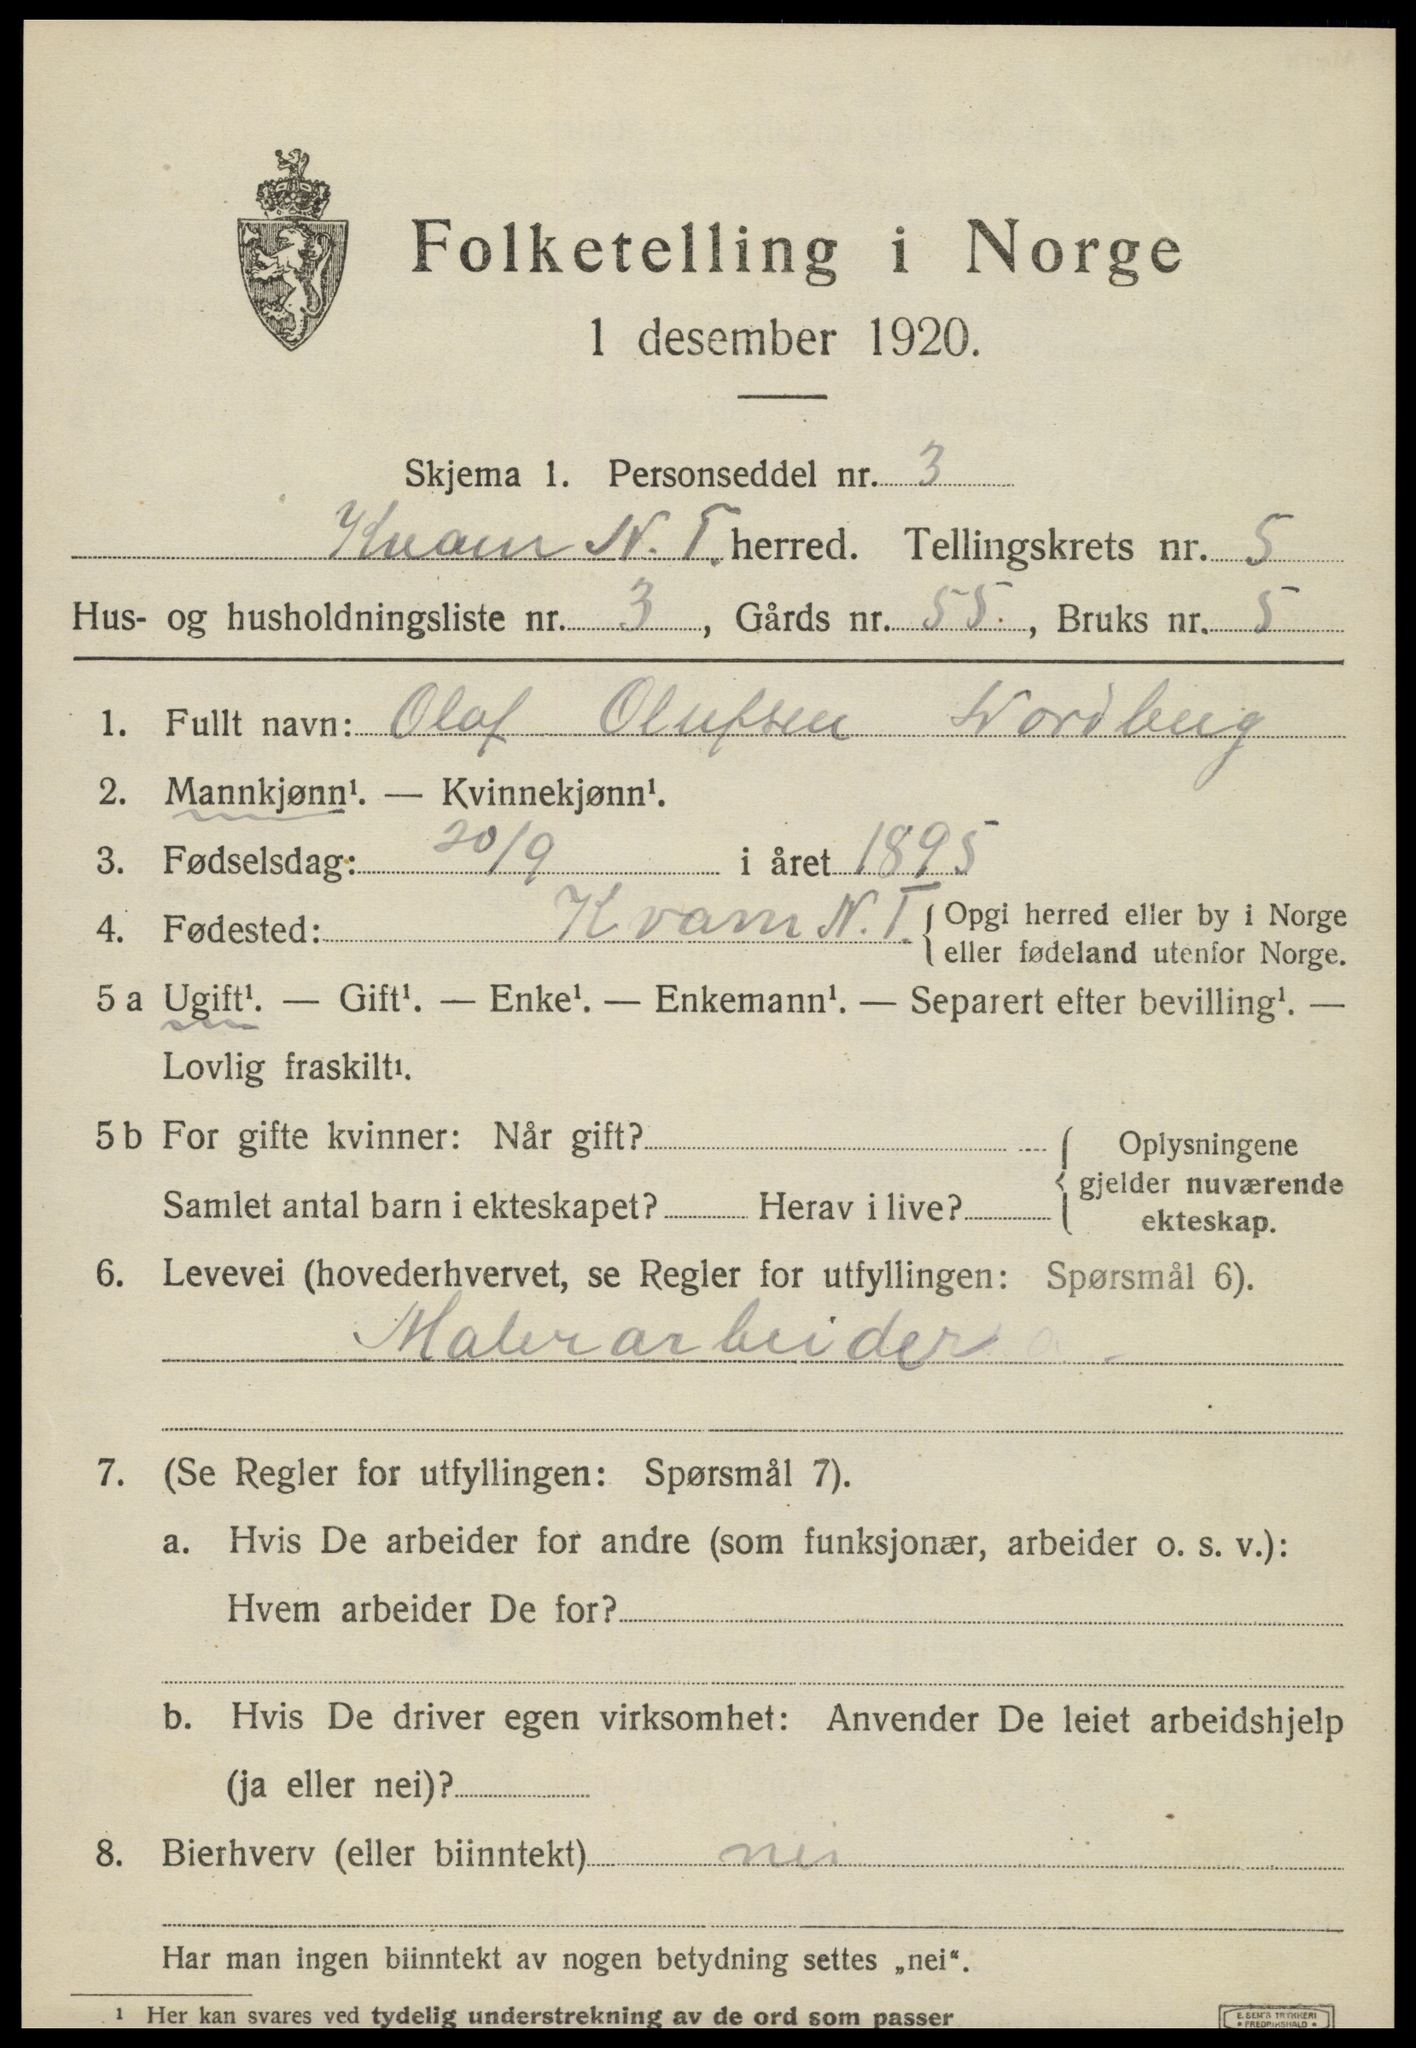 Folketelling i Norge
1 desember 1920.
Skjema 1. Personseddel nr. 3
Kvam N. T. herred. Tellingskrets nr. 5
Hus- og husholdningsliste nr. 3, Gårds nr. 55., Bruks nr. 5
1. Fullt navn: Olaf Olufsen Nordberg
2. Mannkjønn¹. — Kvinnekjønn¹.
3. Fødselsdag: 20/9 i året 1895
4. Fødested: Kvam N. T. { Opgi herred eller by i Norge
eller fødeland utenfor Norge.
5 a Ugift¹. — Gift¹. — Enke¹. — Enkemann¹. — Separert efter bevilling¹. —
Lovlig fraskilt¹.
5 b For gifte kvinner: Når gift? { Oplysningene
gjelder nuværende
Samlet antal barn i ekteskapet? Herav i live? ekteskap.
6. Levevei (hovederhvervet, se Regler for utfyllingen: Spørsmål 6).
Malerarbeider
7. (Se Regler for utfyllingen: Spørsmål 7).
a. Hvis De arbeider for andre (som funksjonær, arbeider o. s. v.):
Hvem arbeider De for?
b. Hvis De driver egen virksomhet: Anvender De leiet arbeidshjelp
(ja eller nei)?
8. Bierhverv (eller biinntekt) nei
Har man ingen biinntekt av nogen betydning settes „nei“.
¹ Her kan svares ved tydelig understrekning av de ord som passer
E. SEM'S TRYKKERI
* FREDRIKSHALD *